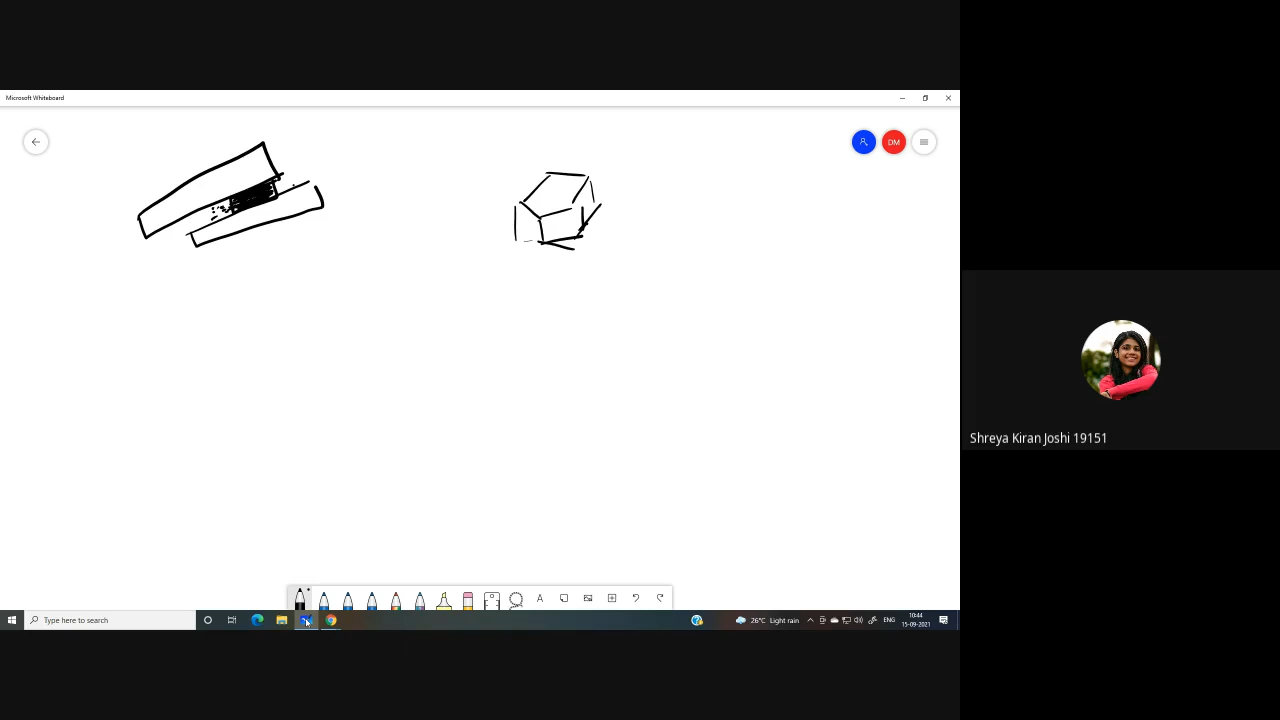 Microsoft Whiteboard
DM
A
Shreya Kiran Joshi 19151
Type here to search
26°C Light rain
ENG
10:44
15-09-2021